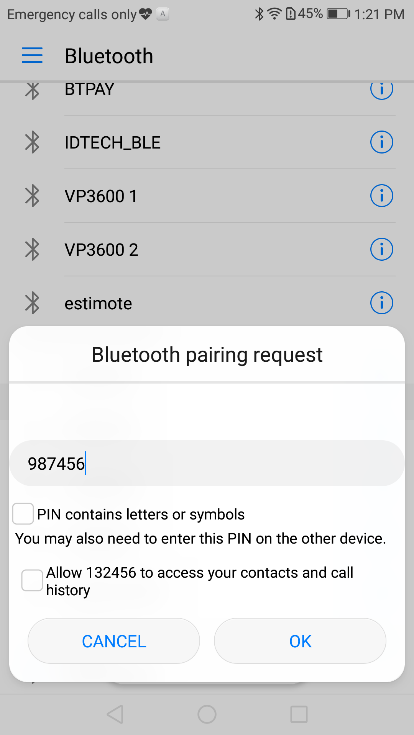 Emergency calls only A 45% 1:21 PM
Bluetooth
BTPAY
IDTECH_BLE
VP3600 1
VP3600 2
estimote
Bluetooth pairing request
987456
PIN contains letters or symbols
You may also need to enter this PIN on the other device.
Allow 132456 to access your contacts and call
history
CANCEL OK